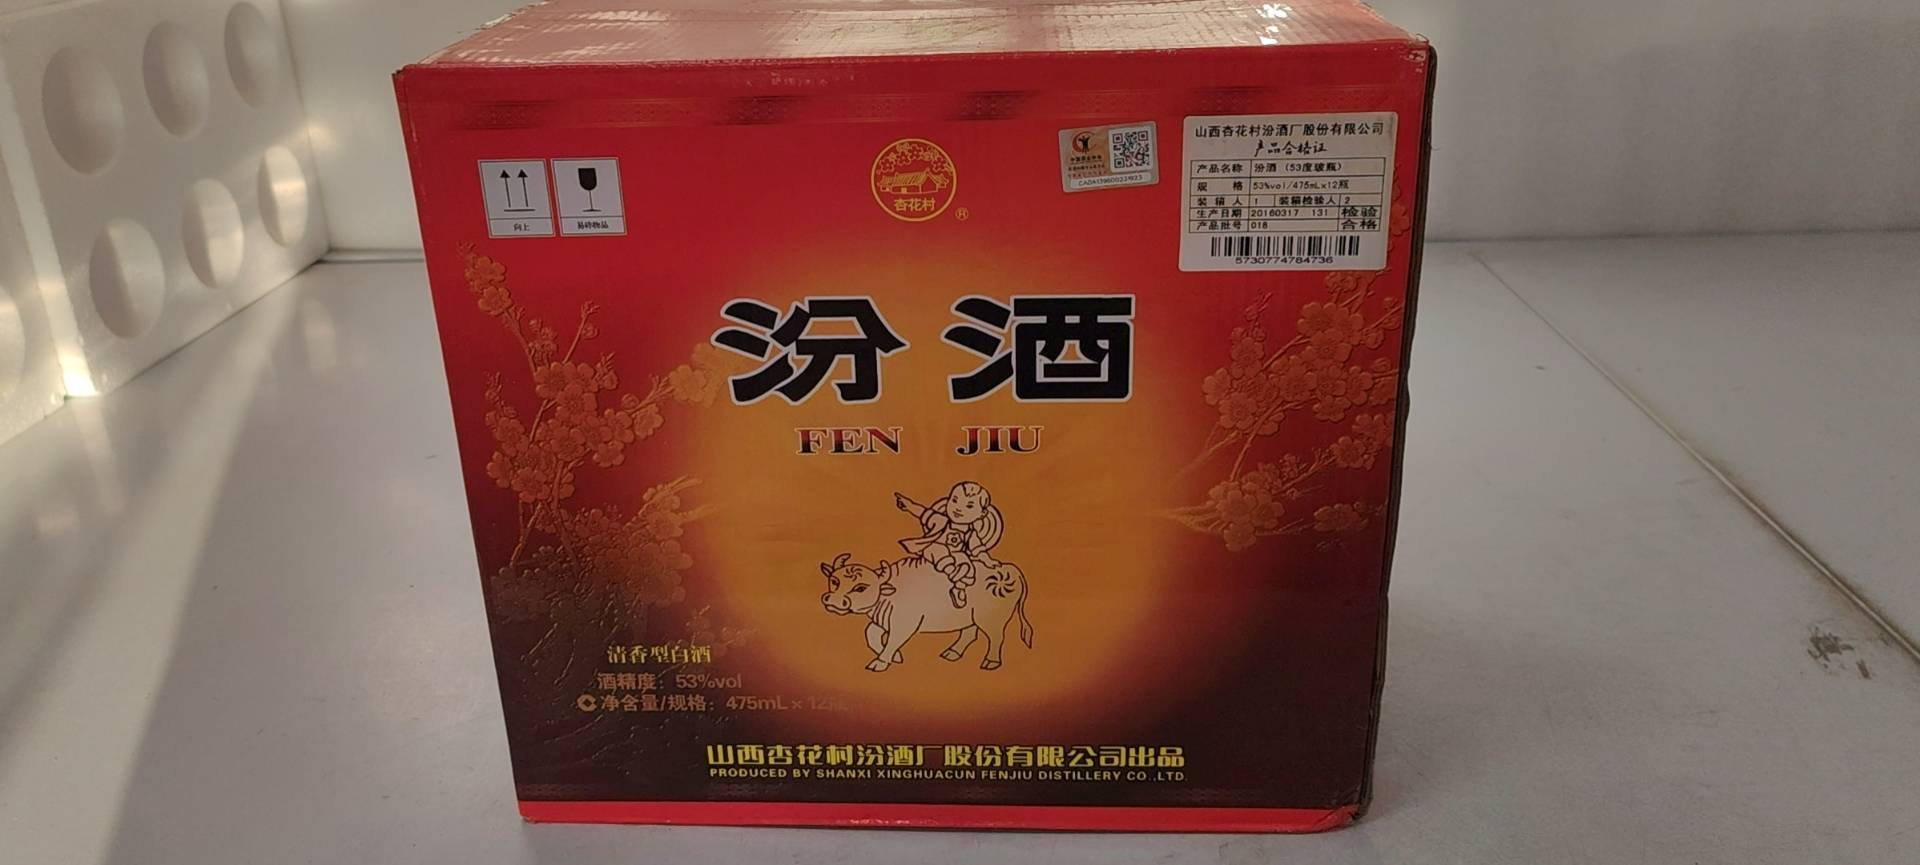 杏花村
®
向上
易碎物品
CADA13960023193
山西杏花村汾酒厂股份有限公司
产品合格证
产品名称 汾酒（53度玻瓶）
规 格 53%vol/475mL×12瓶
装箱人 1 装箱检验人 2
生产日期 20160317 131 检验
产品批号 018 合格
5730774784736
汾酒
FEN JIU
清香型白酒
酒精度：53%vol
净含量/规格：475mL×12瓶
山西杏花村汾酒厂股份有限公司出品
PRODUCED BY SHANXI XINGHUACUN FENJIU DISTILLERY CO.,LTD.